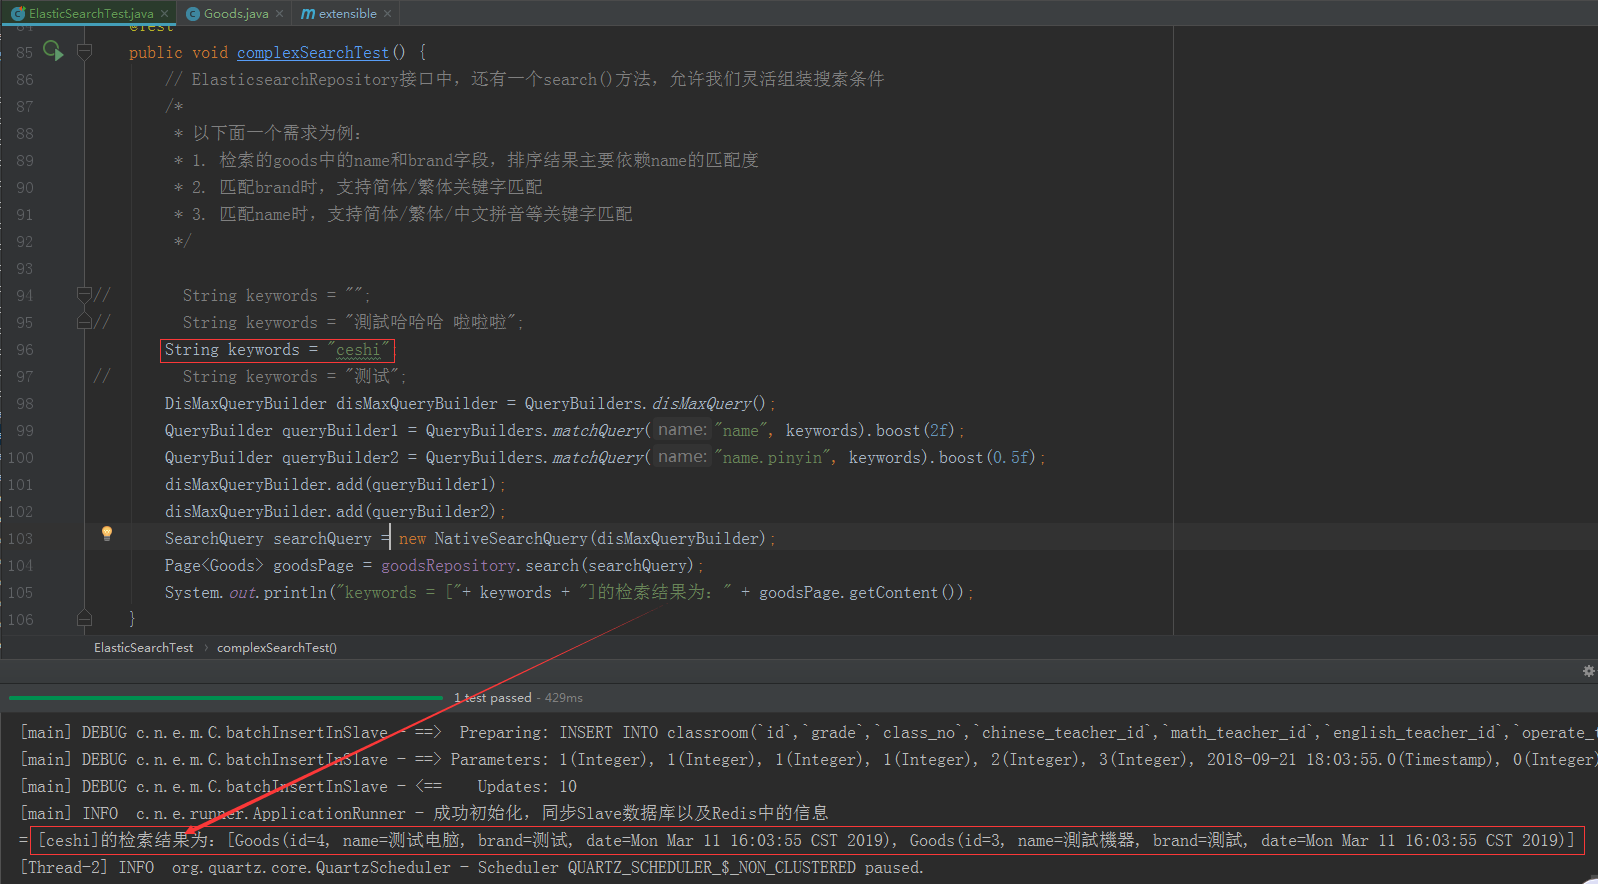 ElasticSearchTest.java × Goods.java × m extensible ×
84 @Test
85 public void complexSearchTest() {
86 // ElasticsearchRepository接口中，还有一个search()方法，允许我们灵活组装搜索条件
87 /*
88 * 以下面一个需求为例：
89 * 1. 检索的goods中的name和brand字段，排序结果主要依赖name的匹配度
90 * 2. 匹配brand时，支持简体/繁体关键字匹配
91 * 3. 匹配name时，支持简体/繁体/中文拼音等关键字匹配
92 */
93
94 // String keywords = "";
95 // String keywords = "測試哈哈哈 啦啦啦";
96 String keywords = "ceshi";
97 // String keywords = "测试";
98 DisMaxQueryBuilder disMaxQueryBuilder = QueryBuilders.disMaxQuery();
99 QueryBuilder queryBuilder1 = QueryBuilders.matchQuery( name: "name", keywords).boost(2f);
100 QueryBuilder queryBuilder2 = QueryBuilders.matchQuery( name: "name.pinyin", keywords).boost(0.5f);
101 disMaxQueryBuilder.add(queryBuilder1);
102 disMaxQueryBuilder.add(queryBuilder2);
103 SearchQuery searchQuery = new NativeSearchQuery(disMaxQueryBuilder);
104 Page<Goods> goodsPage = goodsRepository.search(searchQuery);
105 System.out.println("keywords = ["+ keywords + "]的检索结果为：" + goodsPage.getContent());
106 }
ElasticSearchTest › complexSearchTest()
1 test passed - 429ms
[main] DEBUG c.n.e.m.C.batchInsertInSlave - ==>  Preparing: INSERT INTO classroom(`id`,`grade`,`class_no`,`chinese_teacher_id`,`math_teacher_id`,`english_teacher_id`,`operate_t
[main] DEBUG c.n.e.m.C.batchInsertInSlave - ==> Parameters: 1(Integer), 1(Integer), 1(Integer), 1(Integer), 2(Integer), 3(Integer), 2018-09-21 18:03:55.0(Timestamp), 0(Integer)
[main] DEBUG c.n.e.m.C.batchInsertInSlave - <==    Updates: 10
[main] INFO  c.n.e.runner.ApplicationRunner - 成功初始化，同步Slave数据库以及Redis中的信息
= [ceshi]的检索结果为：[Goods(id=4, name=测试电脑, brand=测试, date=Mon Mar 11 16:03:55 CST 2019), Goods(id=3, name=測試機器, brand=測試, date=Mon Mar 11 16:03:55 CST 2019)]
[Thread-2] INFO  org.quartz.core.QuartzScheduler - Scheduler QUARTZ_SCHEDULER_$_NON_CLUSTERED paused.